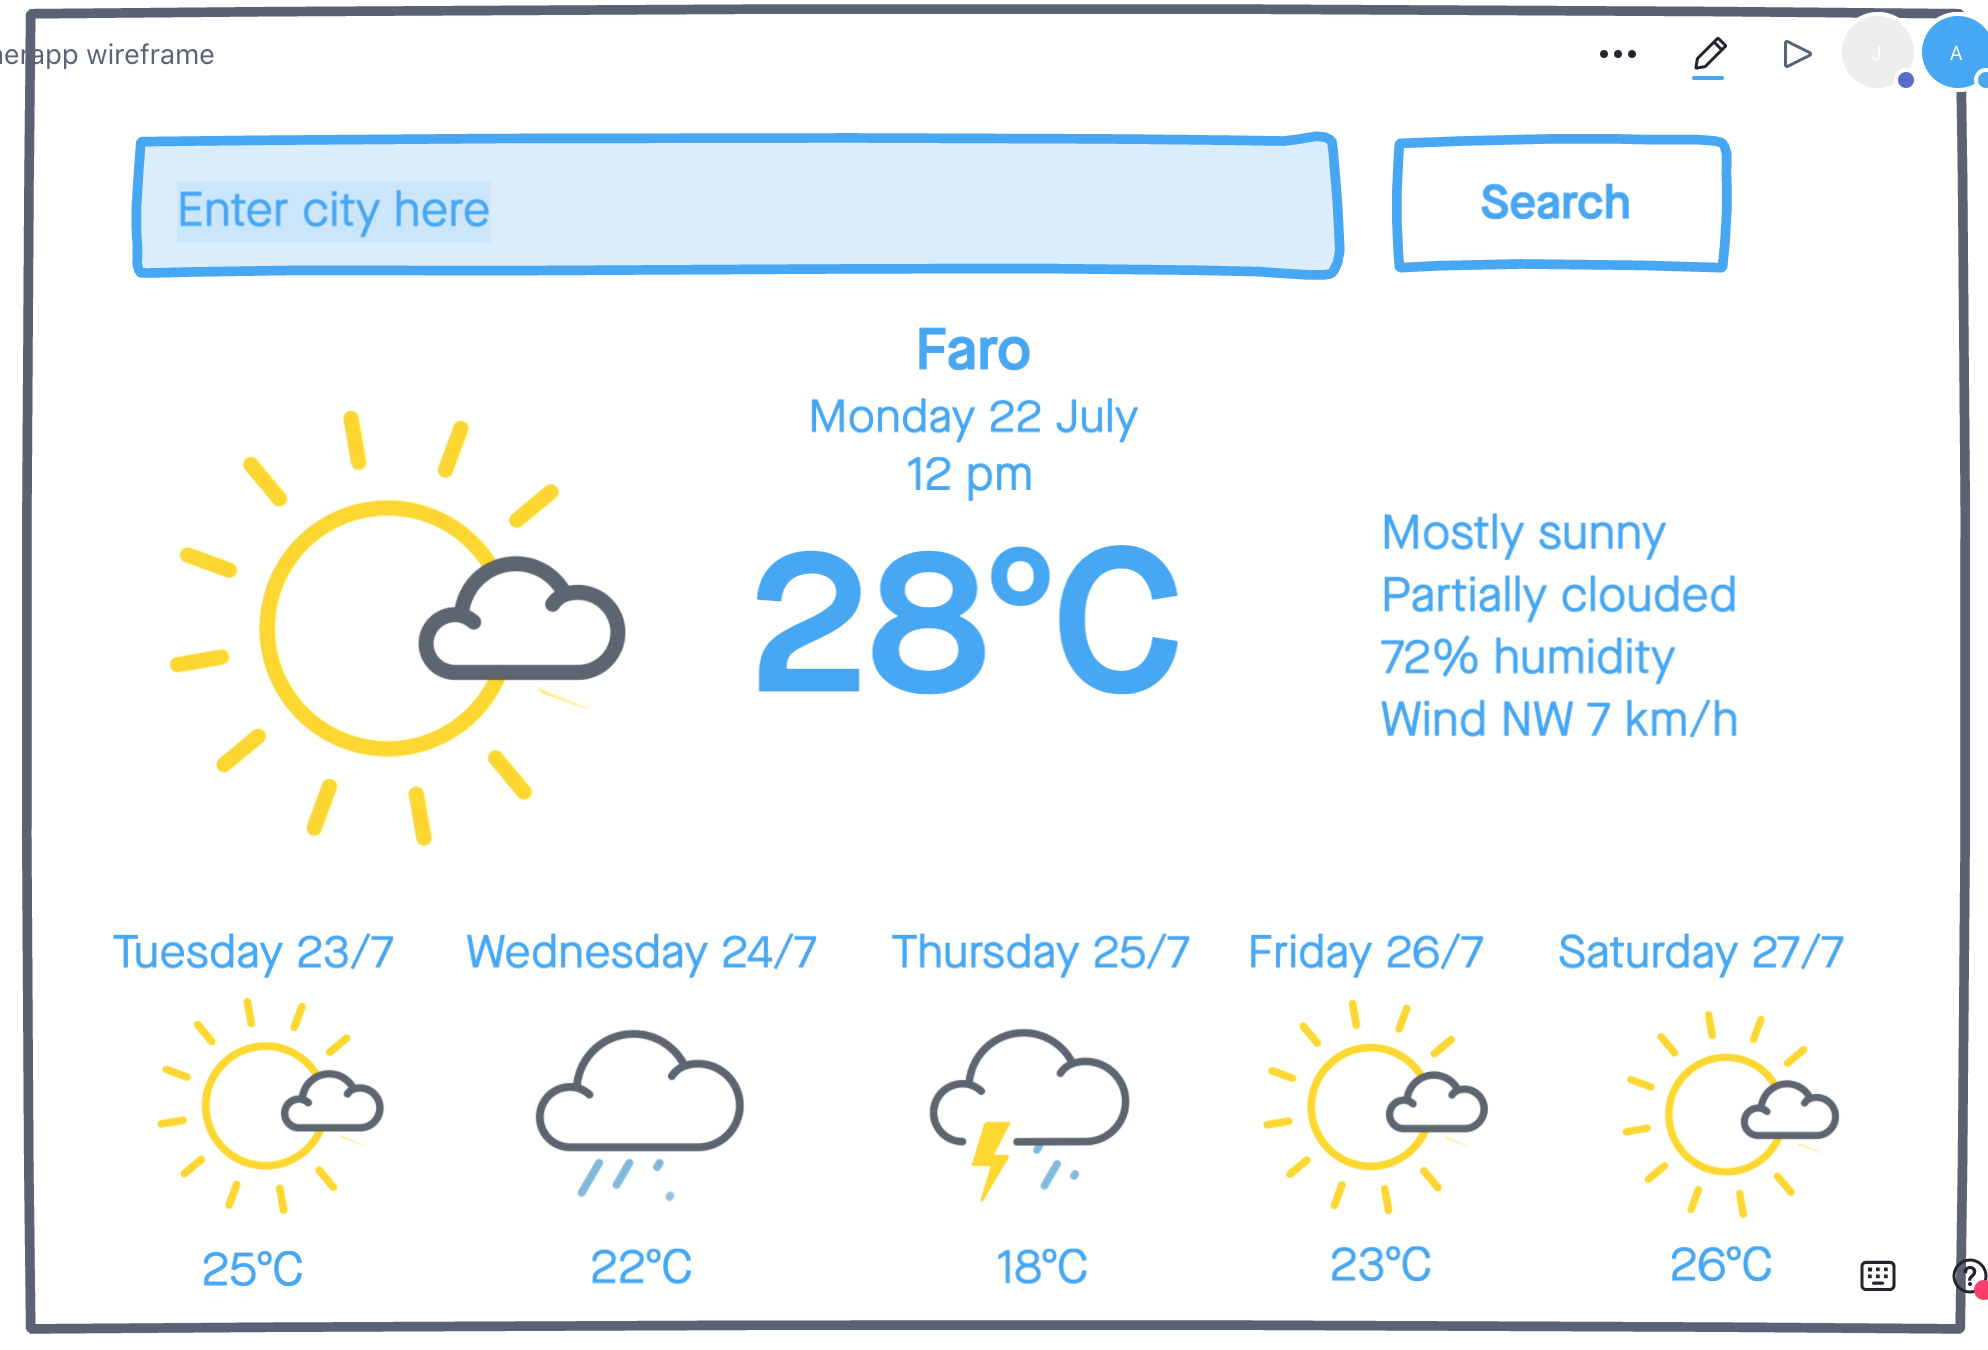 app wireframe
J
A
Enter city here
Search
Faro
Monday 22 July
12 pm
28°C
Mostly sunny
Partially clouded
72% humidity
Wind NW 7 km/h
Tuesday 23/7
Wednesday 24/7
Thursday 25/7
Friday 26/7
Saturday 27/7
25°C
22°C
18°C
23°C
26°C
?